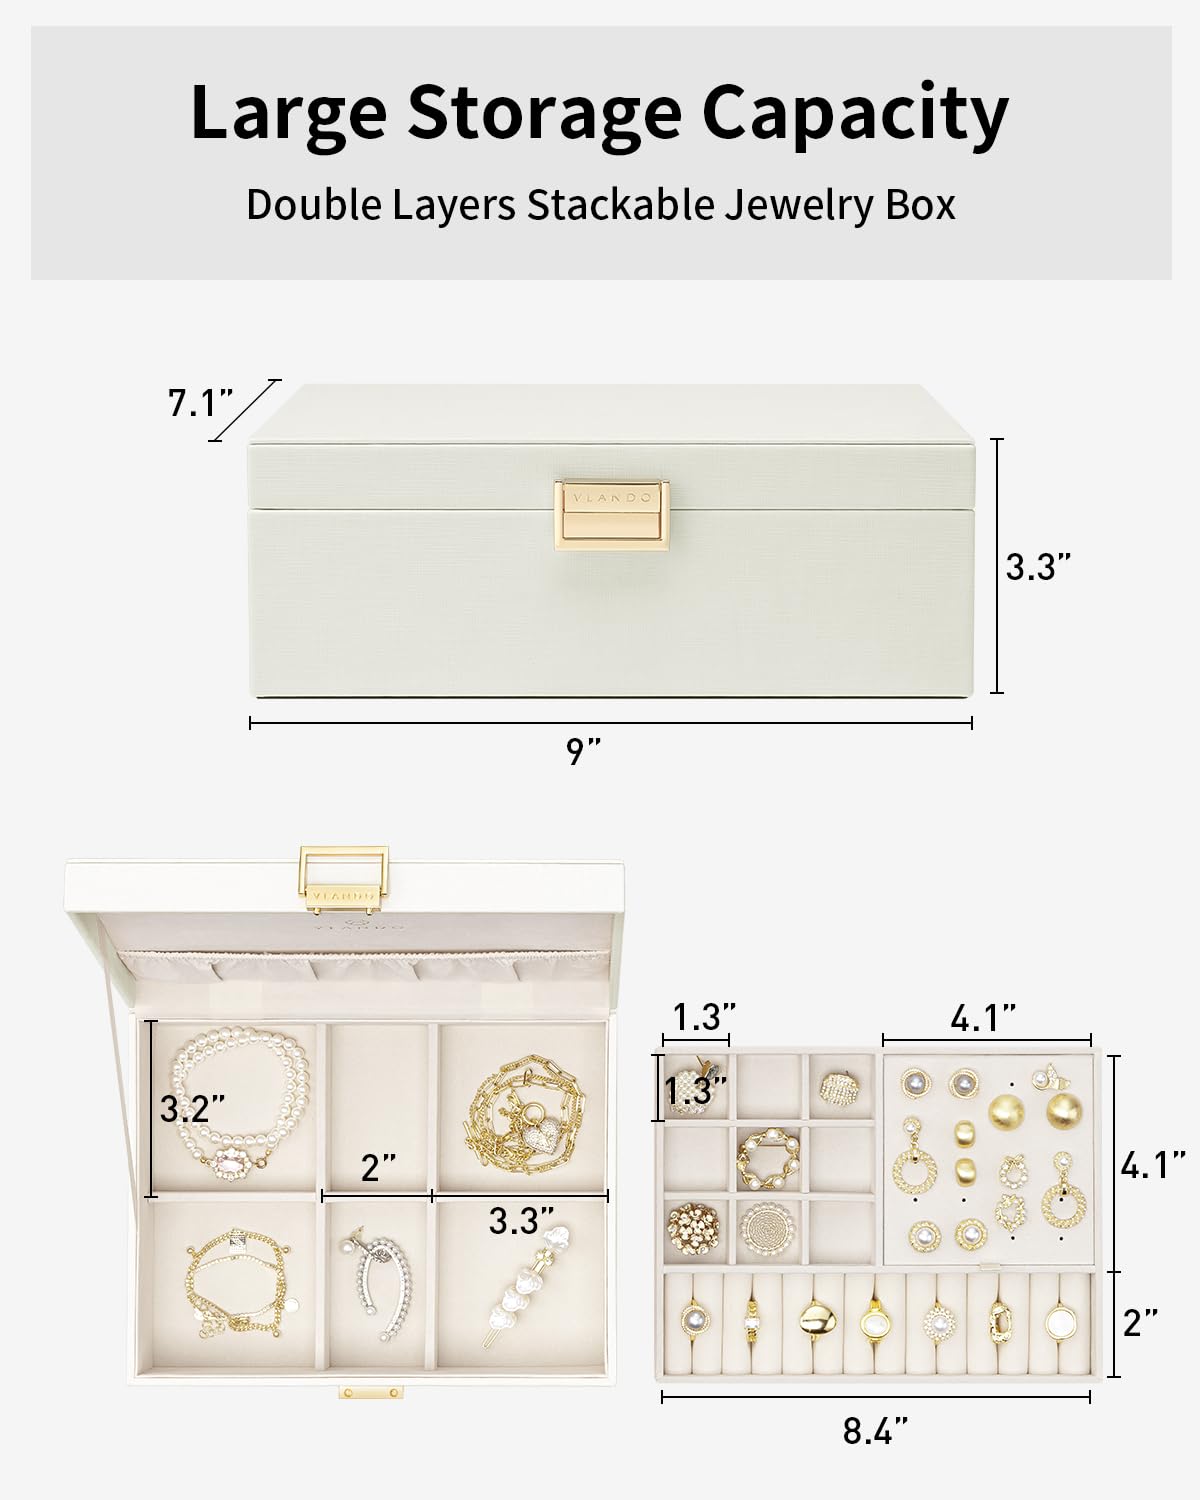 Large Storage Capacity
Double Layers Stackable Jewelry Box
7.1”
VLANDO
3.3”
9”
VLANDO
VLANDO
1.3”
4.1”
3.2”
1.3”
2”
4.1”
3.3”
2”
8.4”